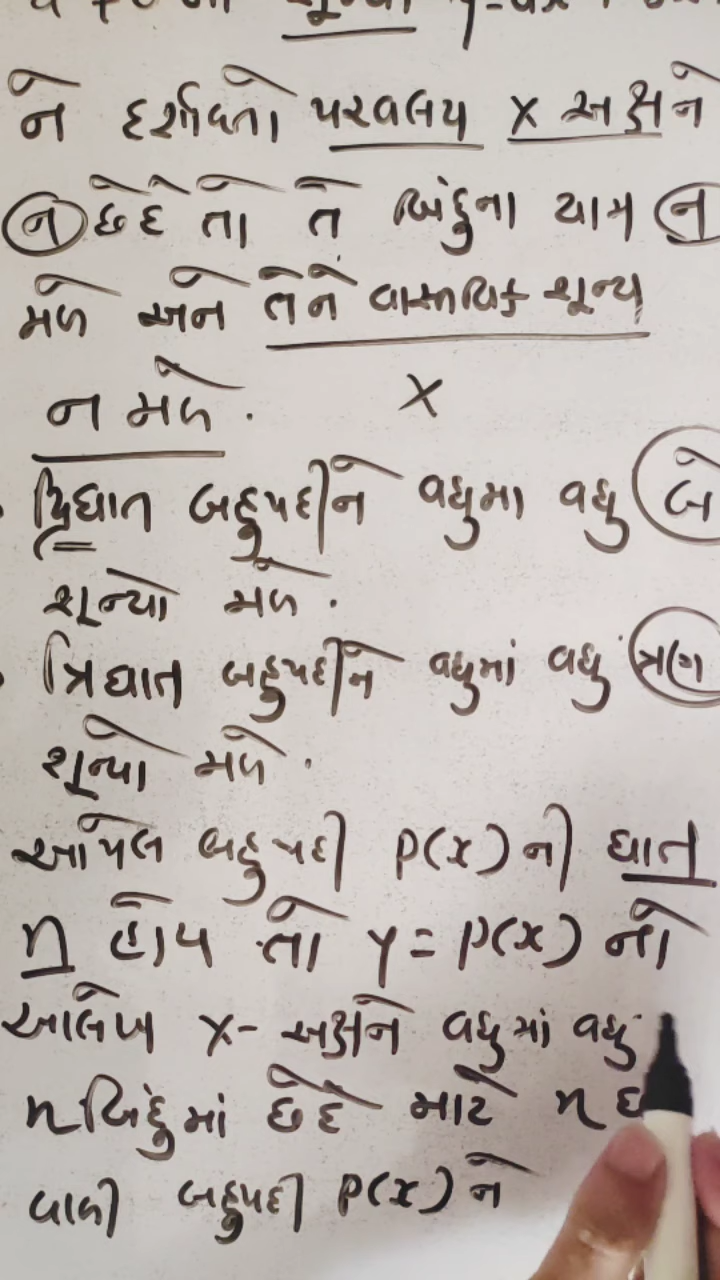 ને દર્શાવતો પરવલય x અક્ષને
ન છેદે તો તે બિંદુના યામ ન
મળે અને તેને વાસ્તવિક શૂન્ય
ન મળે. X
દ્વિઘાત બહુપદીને વધુમા વધુ બે
શૂન્યો મળે.
ત્રિઘાત બહુપદીને વધુમાં વધુ ત્રણ
શૂન્યો મળે.
આપેલ બહુપદી P(x) ની ઘાત
n હોય તો y = P(x) નો
આલેખ x- અક્ષને વધુમાં વધુ
n બિંદુમાં છેદે માટે n
વાળી બહુપદી P(x) ને